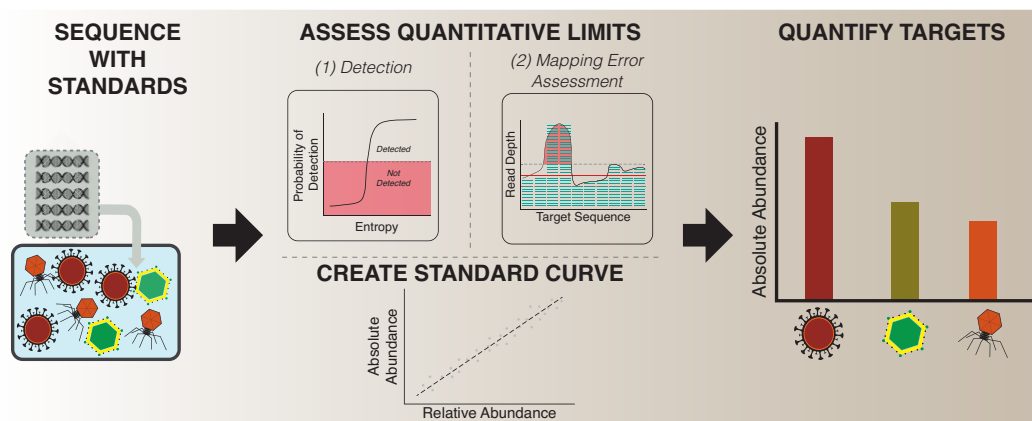 SEQUENCE
WITH
STANDARDS
ASSESS QUANTITATIVE LIMITS
(1) Detection
Probability of
Detection
Detected
Not
Detected
Entropy
(2) Mapping Error
Assessment
Read Depth
Target Sequence
CREATE STANDARD CURVE
Absolute
Abundance
Relative Abundance
QUANTIFY TARGETS
Absolute Abundance